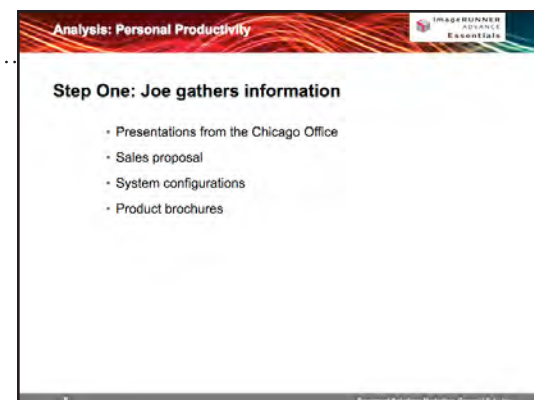 Analysis: Personal Productivity
imageRUNNER
ADVANCE
Essentials
Step One: Joe gathers information
· Presentations from the Chicago Office
· Sales proposal
· System configurations
· Product brochures